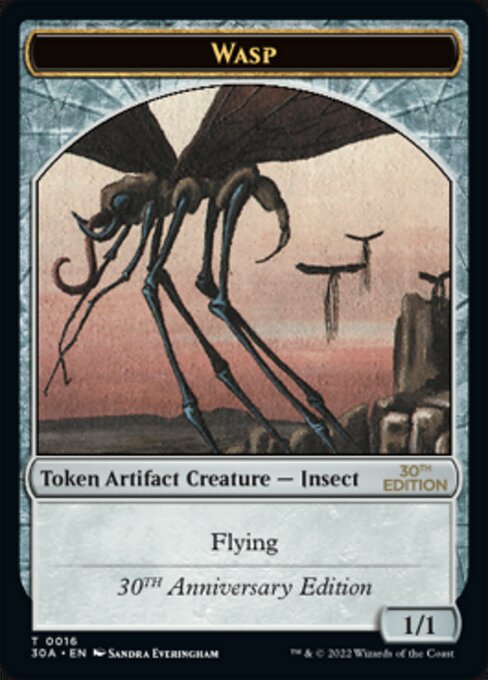 Wasp
Token Artifact Creature — Insect
30TH EDITION
Flying
30TH Anniversary Edition
1/1
T 0016
30A • EN Sandra Everingham
™ & © 2022 Wizards of the Coast